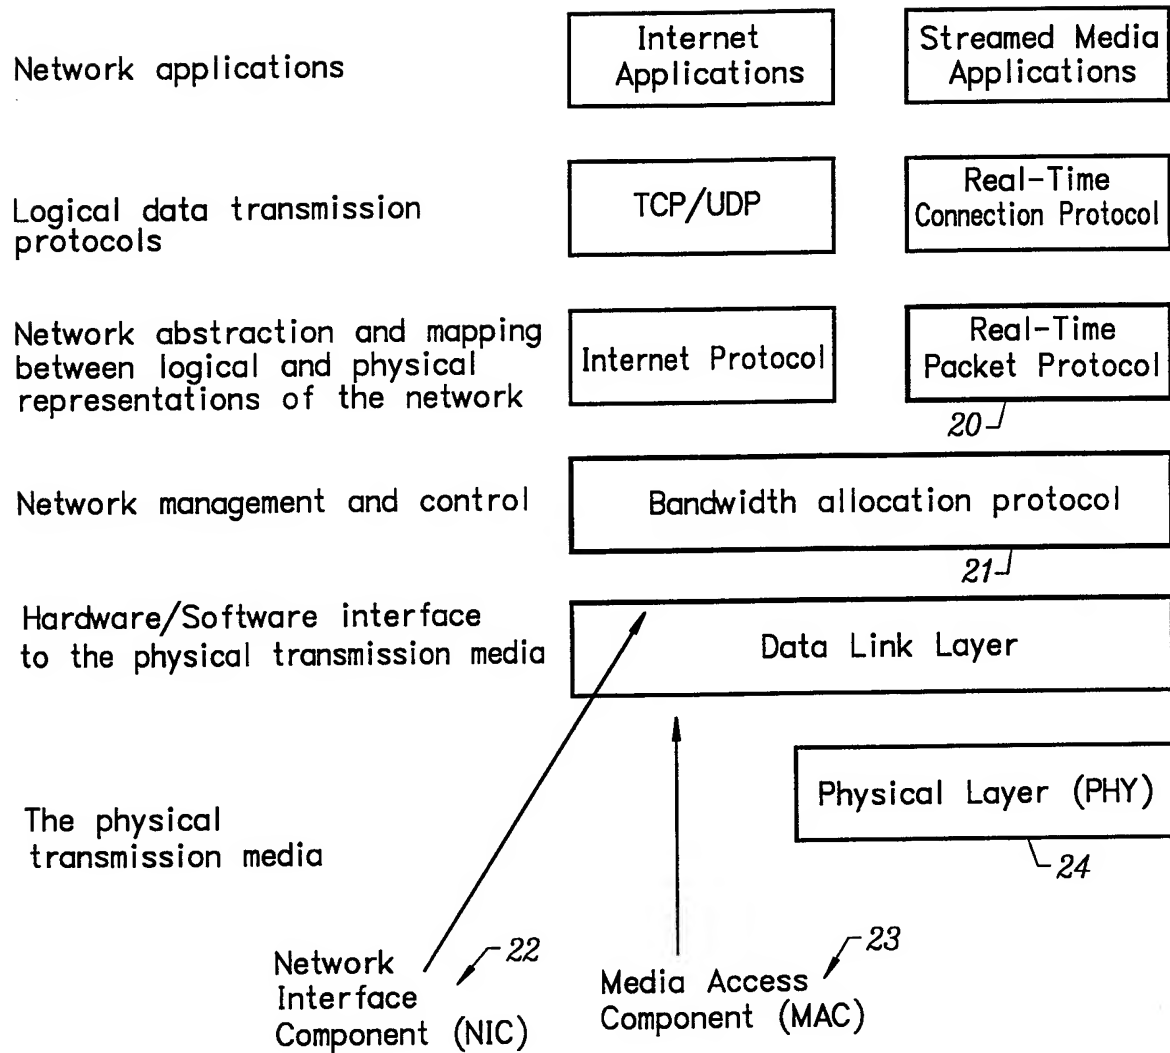 Network applications
Internet
Applications
Streamed Media
Applications
Logical data transmission
protocols
TCP/UDP
Real-Time
Connection Protocol
Network abstraction and mapping
between logical and physical
representations of the network
Internet Protocol
Real-Time
Packet Protocol
20
Network management and control
Bandwidth allocation protocol
21
Hardware/Software interface
to the physical transmission media
Data Link Layer
Physical Layer (PHY)
24
The physical
transmission media
Network
Interface
Component (NIC)
22
Media Access
Component (MAC)
23